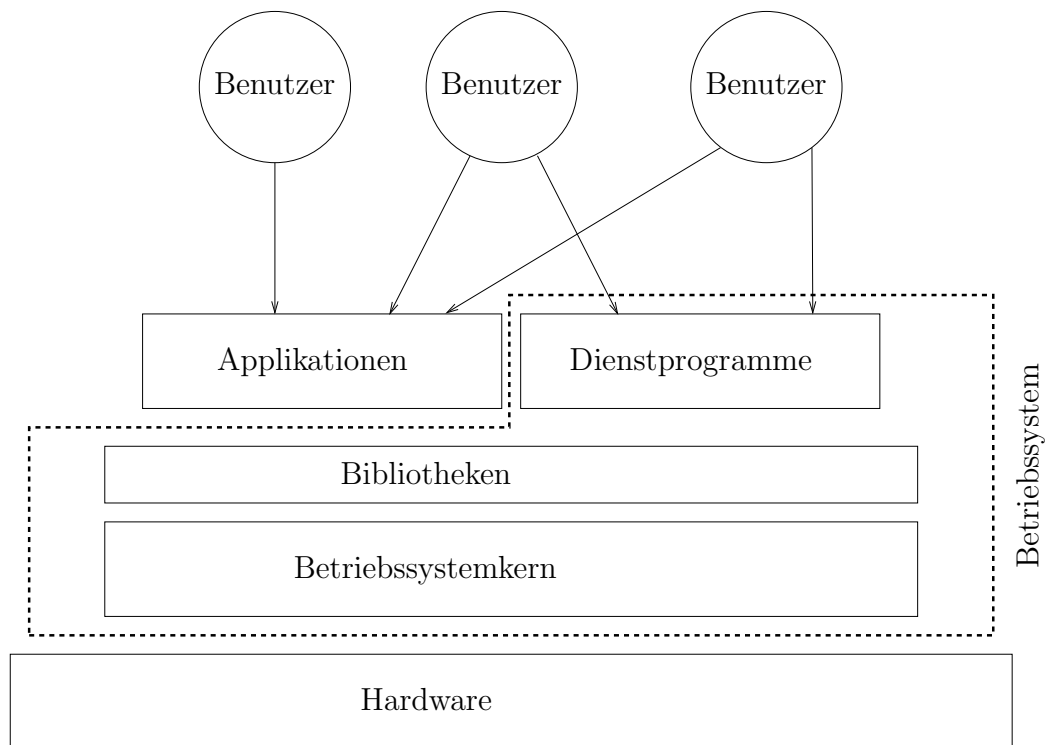 Benutzer
Benutzer
Benutzer
Applikationen
Dienstprogramme
Betriebssystem
Bibliotheken
Betriebssystemkern
Hardware